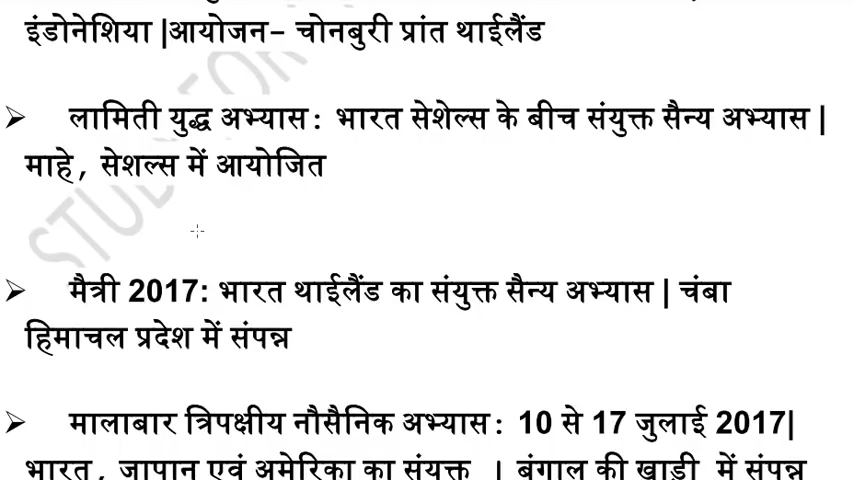 इंडोनेशिया |आयोजन– चोनबुरी प्रांत थाईलैंड
➢ लामिती युद्ध अभ्यास: भारत सेशेल्स के बीच संयुक्त सैन्य अभ्यास |
माहे, सेशल्स में आयोजित
➢ मैत्री 2017: भारत थाईलैंड का संयुक्त सैन्य अभ्यास | चंबा
हिमाचल प्रदेश में संपन्न
➢ मालाबार त्रिपक्षीय नौसैनिक अभ्यास: 10 से 17 जुलाई 2017|
भारत, जापान एवं अमेरिका का संयुक्त | बंगाल की खाड़ी में संपन्न